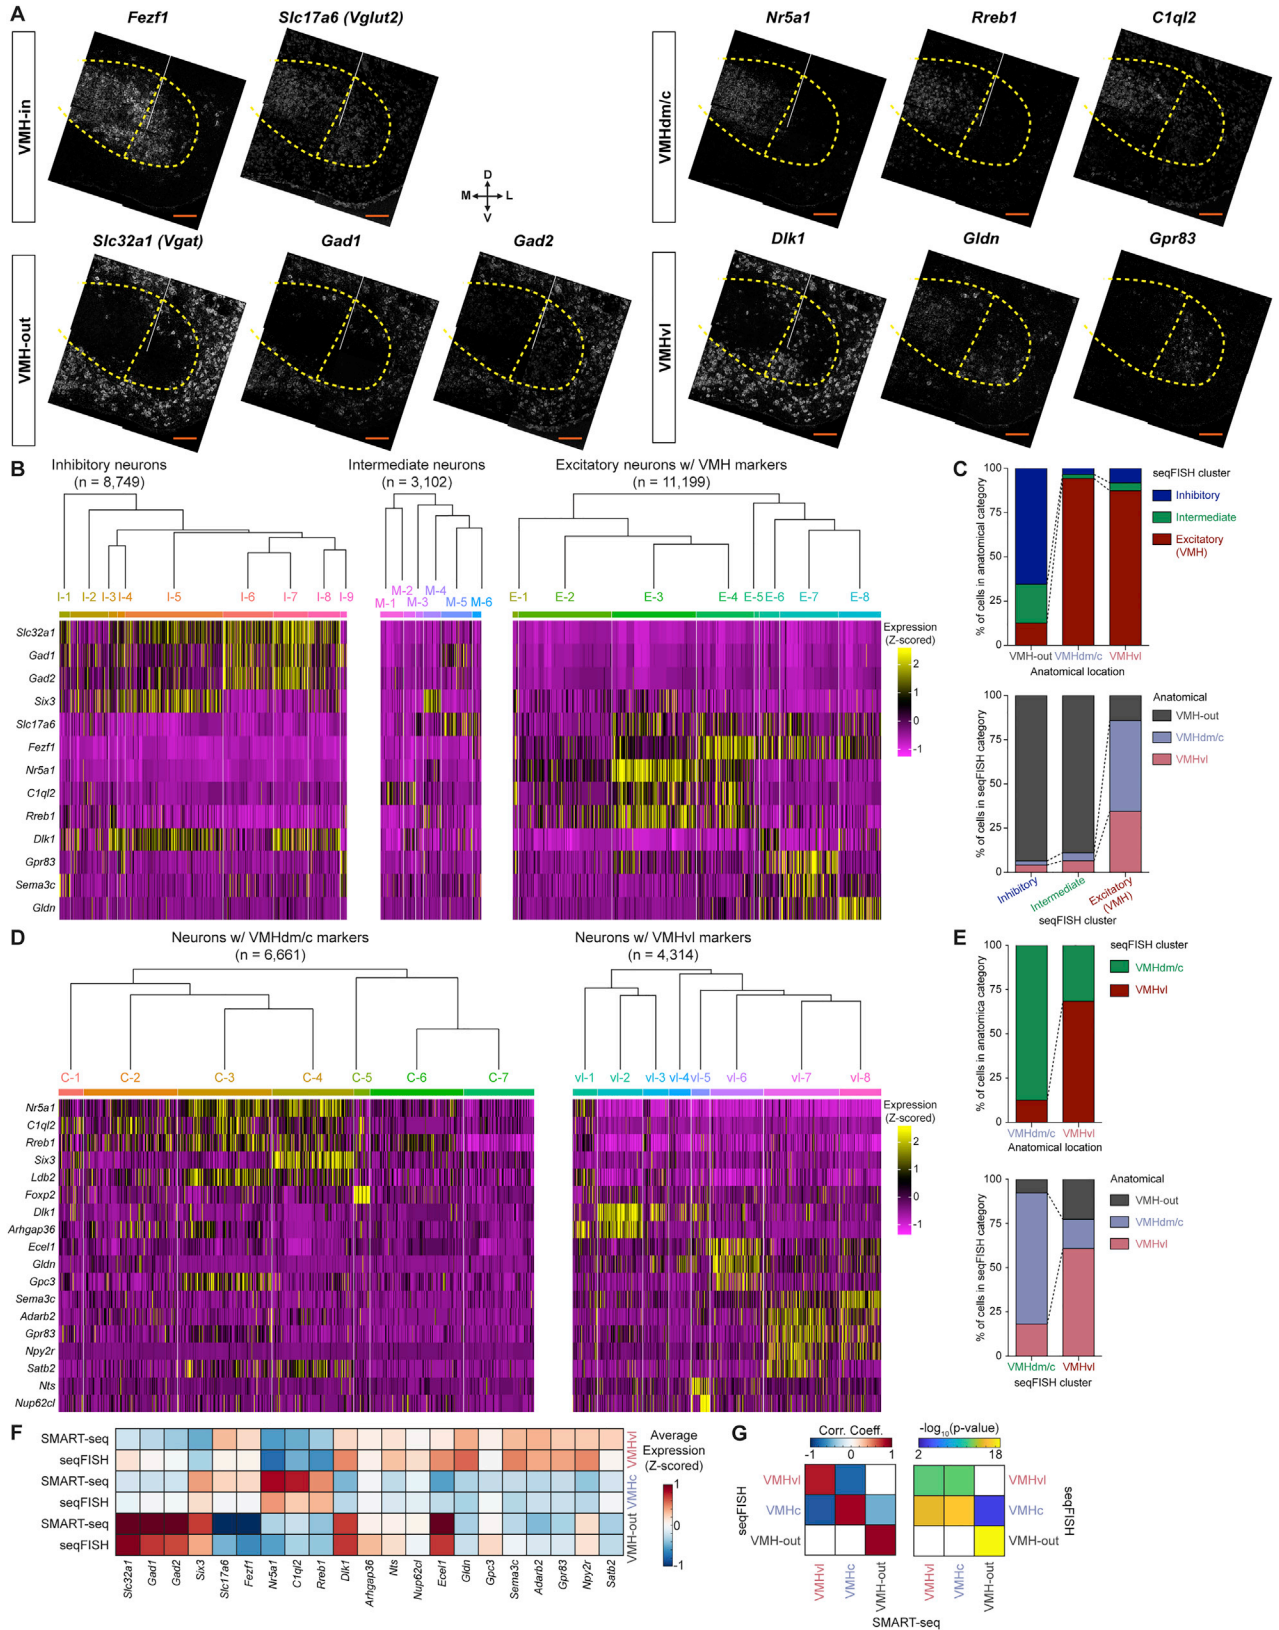 A
Fezf1
Slc17a6 (Vglut2)
Nr5a1
Rreb1
C1ql2
VMH-in
VMHdm/c
D
M
L
V
Slc32a1 (Vgat)
Gad1
Gad2
Dlk1
Gldn
Gpr83
VMH-out
VMHvl
B
Inhibitory neurons
(n = 8,749)
Intermediate neurons
(n = 3,102)
Excitatory neurons w/ VMH markers
(n = 11,199)
I-1
I-2
I-3
I-4
I-5
I-6
I-7
I-8
I-9
M-1
M-2
M-3
M-4
M-5
M-6
E-1
E-2
E-3
E-4
E-5
E-6
E-7
E-8
Slc32a1
Gad1
Gad2
Six3
Slc17a6
Fezf1
Nr5a1
C1ql2
Rreb1
Dlk1
Gpr83
Sema3c
Gldn
Expression
(Z-scored)
2
1
0
-1
C
% of cells in anatomical category
100
75
50
25
0
VMH-out
VMHdm/c
VMHvl
Anatomical location
seqFISH cluster
Inhibitory
Intermediate
Excitatory
(VMH)
% of cells in seqFISH category
100
75
50
25
0
Inhibitory
Intermediate
Excitatory
(VMH)
seqFISH cluster
Anatomical
VMH-out
VMHdm/c
VMHvl
D
Neurons w/ VMHdm/c markers
(n = 6,661)
Neurons w/ VMHvl markers
(n = 4,314)
C-1
C-2
C-3
C-4
C-5
C-6
C-7
vl-1
vl-2
vl-3
vl-4
vl-5
vl-6
vl-7
vl-8
Nr5a1
C1ql2
Rreb1
Six3
Ldb2
Foxp2
Dlk1
Arhgap36
Ecel1
Gldn
Gpc3
Sema3c
Adarb2
Gpr83
Npy2r
Satb2
Nts
Nup62cl
Expression
(Z-scored)
2
1
0
-1
E
% of cells in anatomica category
100
75
50
25
0
VMHdm/c
VMHvl
Anatomical location
seqFISH cluster
VMHdm/c
VMHvl
% of cells in seqFISH category
100
75
50
25
0
VMHdm/c
VMHvl
seqFISH cluster
Anatomical
VMH-out
VMHdm/c
VMHvl
F
SMART-seq
seqFISH
SMART-seq
seqFISH
SMART-seq
seqFISH
VMHvl
VMHc
VMH-out
Slc32a1
Gad1
Gad2
Six3
Slc17a6
Fezf1
Nr5a1
C1ql2
Rreb1
Dlk1
Arhgap36
Nts
Nup62cl
Ecel1
Gldn
Gpc3
Sema3c
Adarb2
Gpr83
Npy2r
Satb2
Average
Expression
(Z-scored)
1
0
-1
G
Corr. Coeff.
-1
1
-log10(p-value)
2
18
seqFISH
VMHvl
VMHc
VMH-out
VMHvl
VMHc
VMH-out
seqFISH
VMHvl
VMHc
VMH-out
VMHvl
VMHc
VMH-out
SMART-seq